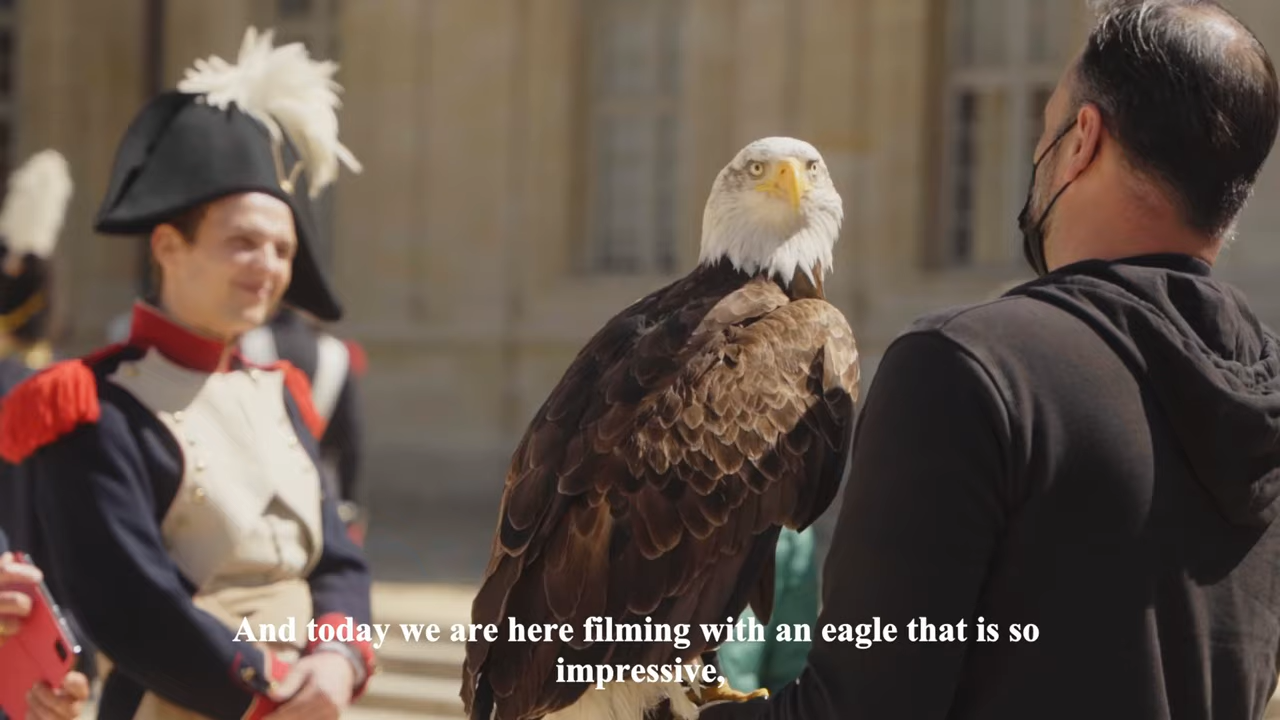 And today we are here filming with an eagle that is so
impressive,